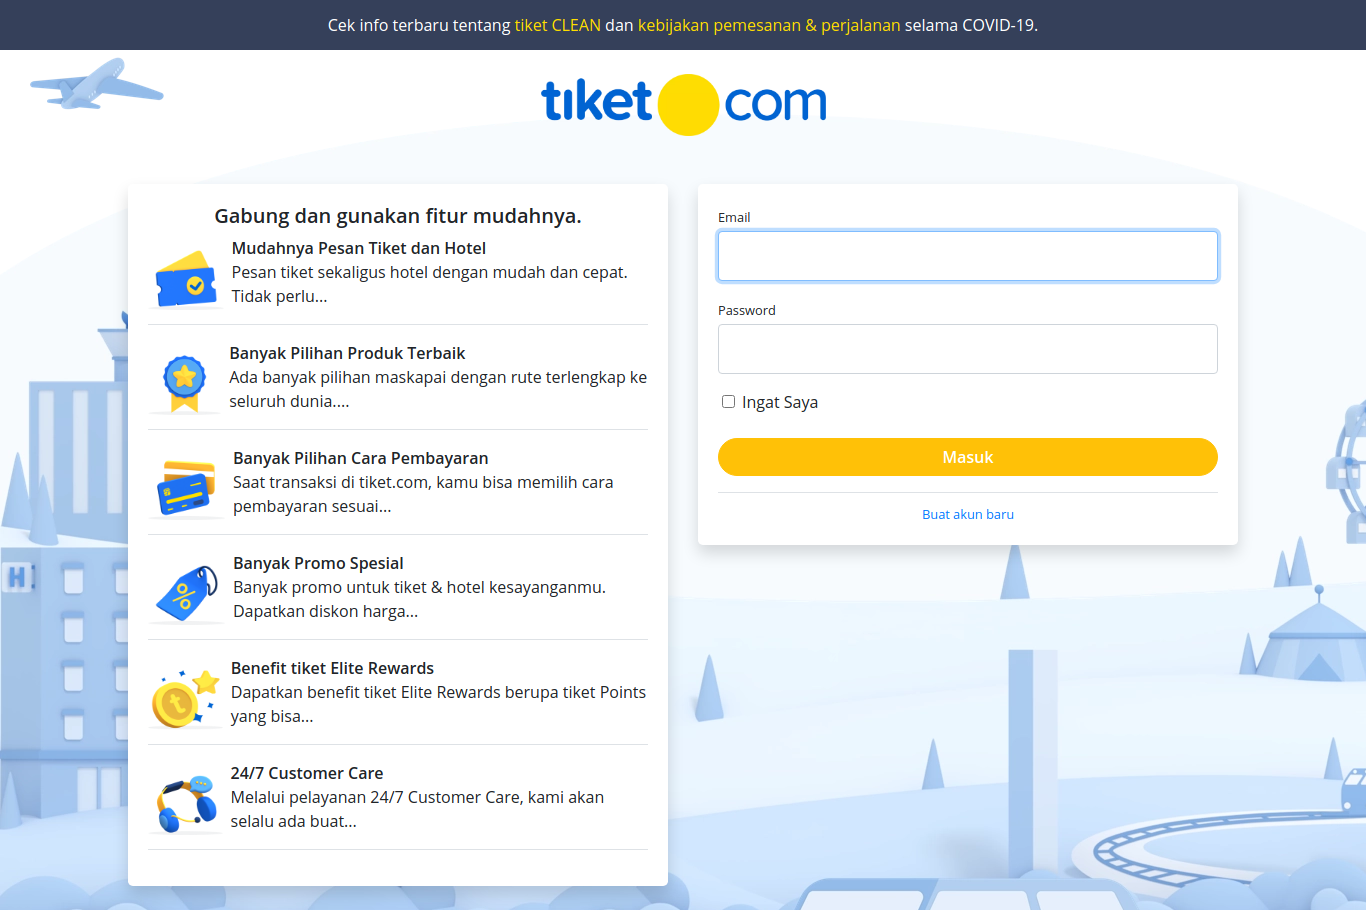 Cek info terbaru tentang tiket CLEAN dan kebijakan pemesanan & perjalanan selama COVID-19.
tiket com
Gabung dan gunakan fitur mudahnya.
Mudahnya Pesan Tiket dan Hotel
Pesan tiket sekaligus hotel dengan mudah dan cepat.
Tidak perlu...
Banyak Pilihan Produk Terbaik
Ada banyak pilihan maskapai dengan rute terlengkap ke
seluruh dunia....
Banyak Pilihan Cara Pembayaran
Saat transaksi di tiket.com, kamu bisa memilih cara
pembayaran sesuai...
Banyak Promo Spesial
Banyak promo untuk tiket & hotel kesayanganmu.
Dapatkan diskon harga...
Benefit tiket Elite Rewards
Dapatkan benefit tiket Elite Rewards berupa tiket Points
yang bisa...
24/7 Customer Care
Melalui pelayanan 24/7 Customer Care, kami akan
selalu ada buat...
Email
Password
Ingat Saya
Masuk
Buat akun baru
H